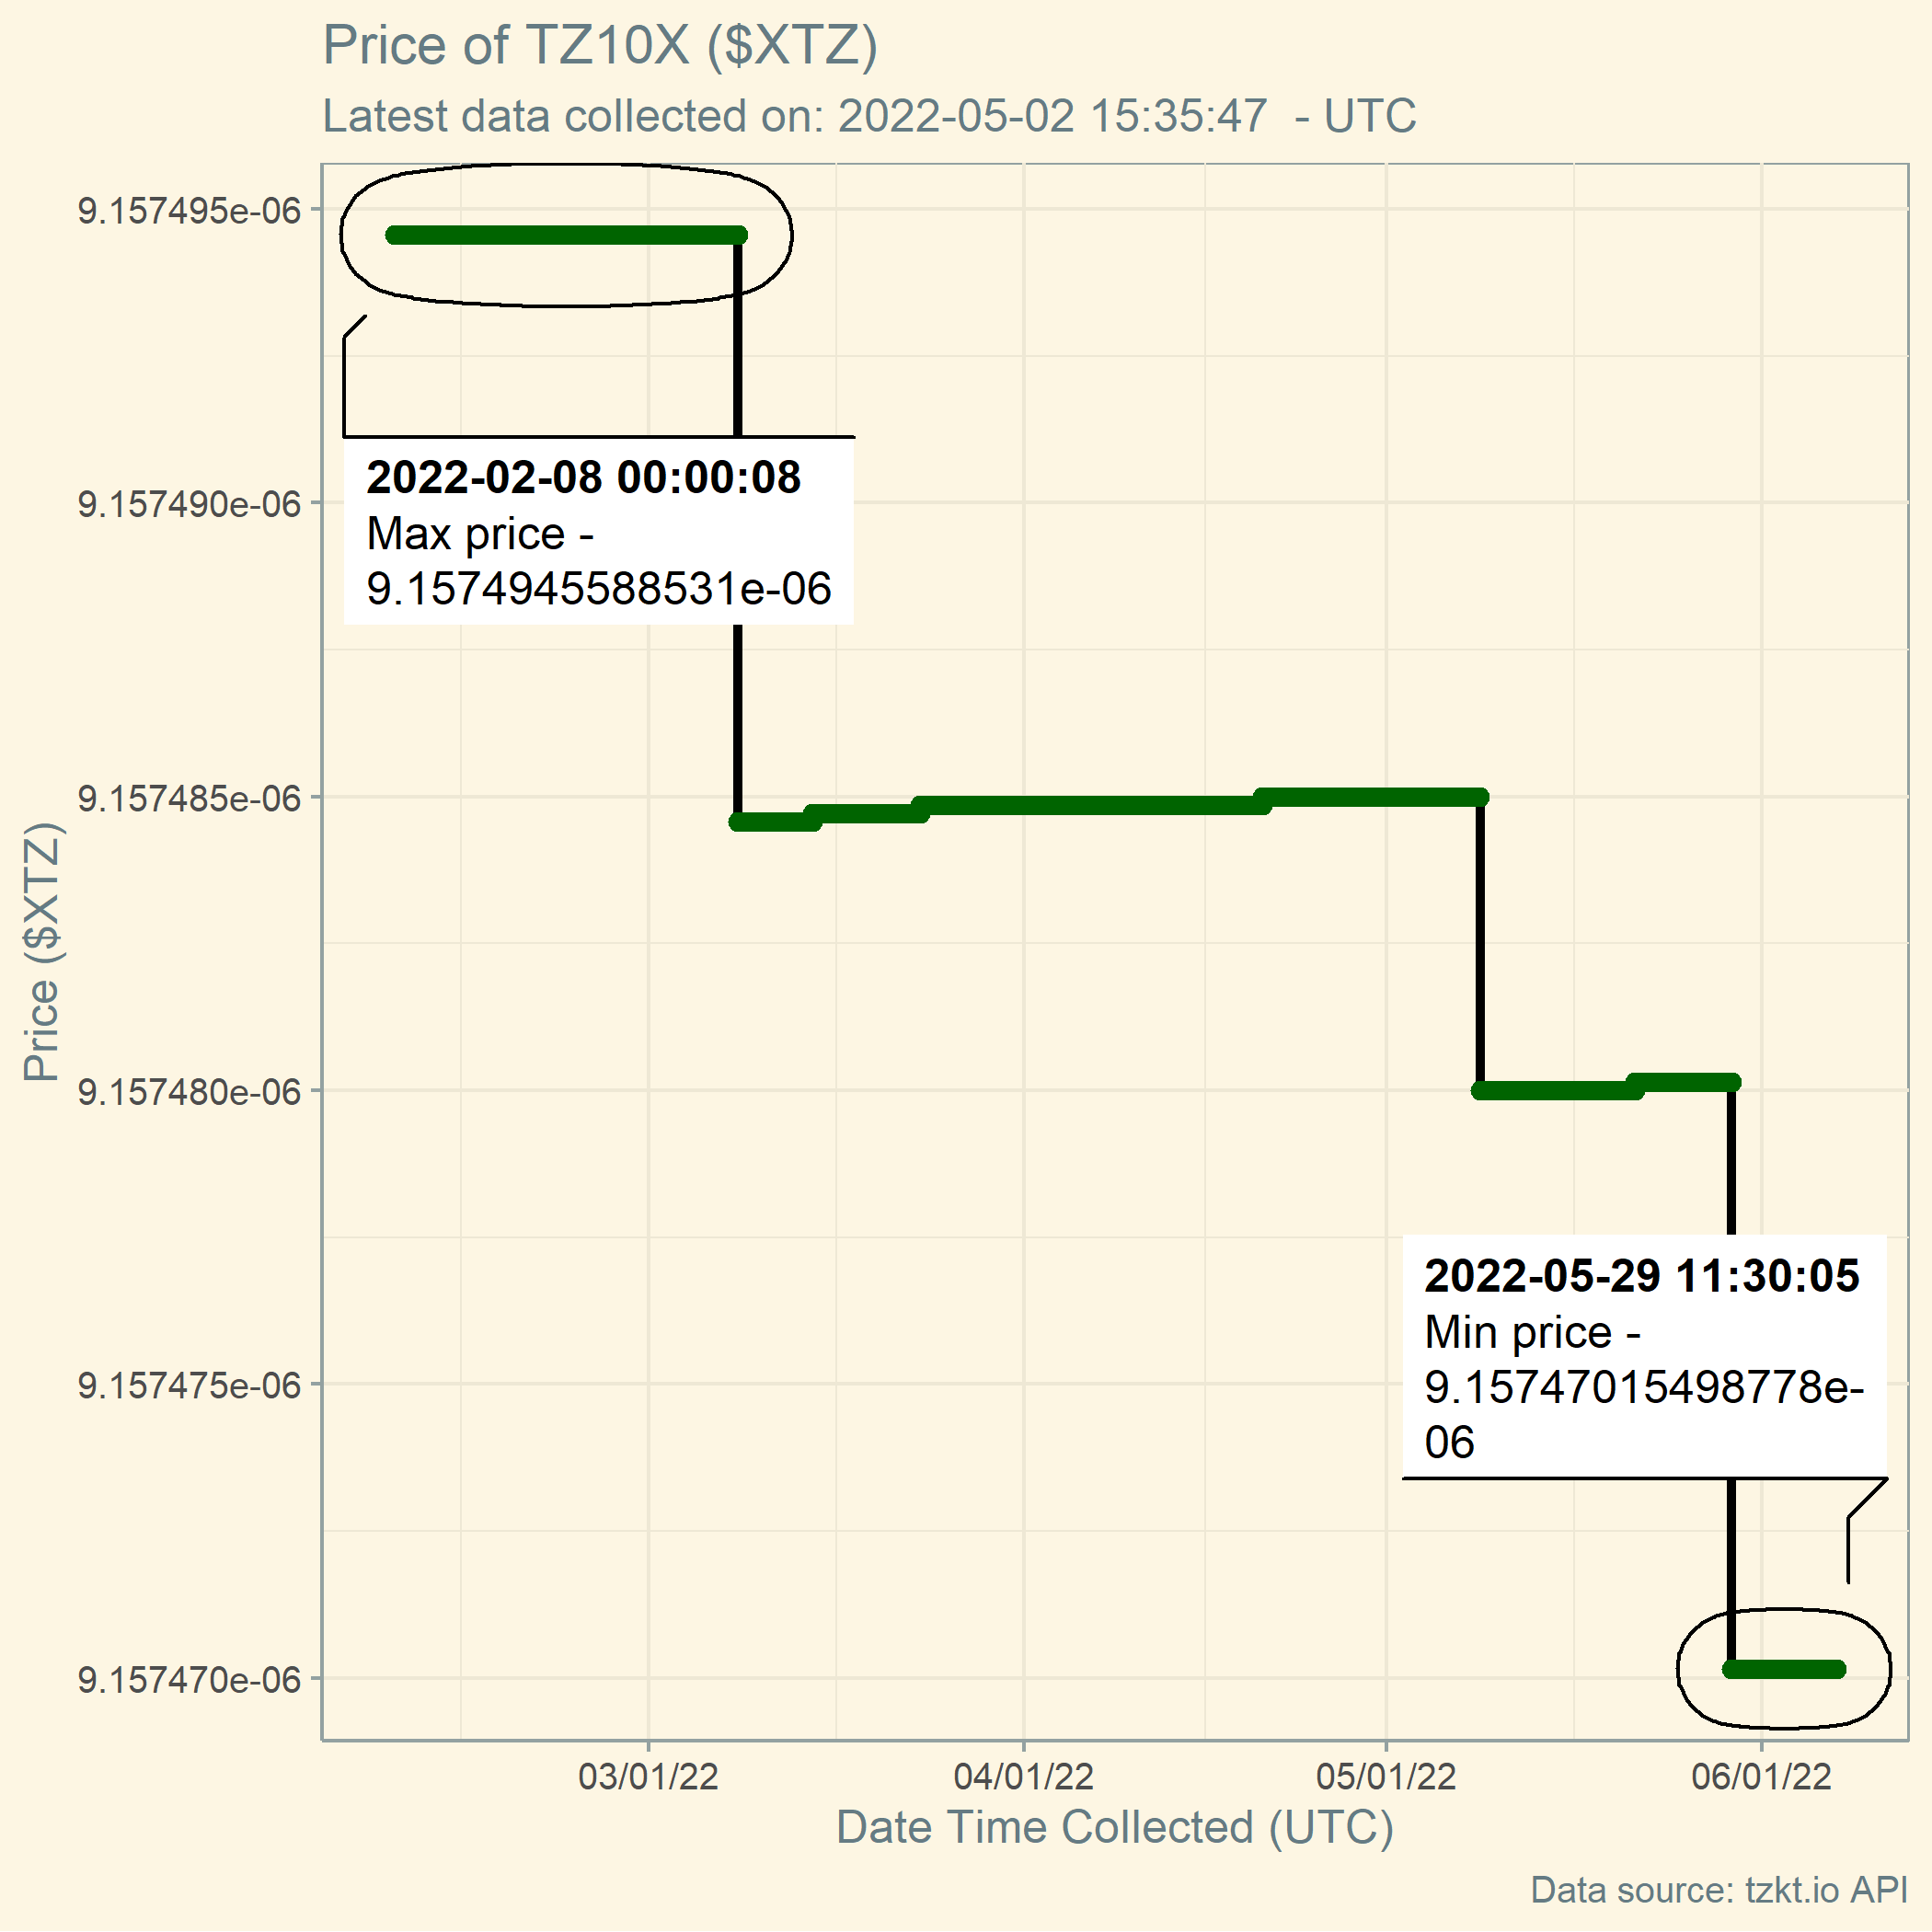 Price of TZ10X ($XTZ)
Latest data collected on: 2022-05-02 15:35:47  - UTC
9.157495e-06
2022-02-08 00:00:08
Max price -
9.1574945588531e-06
9.157490e-06
9.157485e-06
Price ($XTZ)
9.157480e-06
2022-05-29 11:30:05
Min price -
9.15747015498778e-
06
9.157475e-06
9.157470e-06
03/01/22 04/01/22 05/01/22 06/01/22
Date Time Collected (UTC)
Data source: tzkt.io API